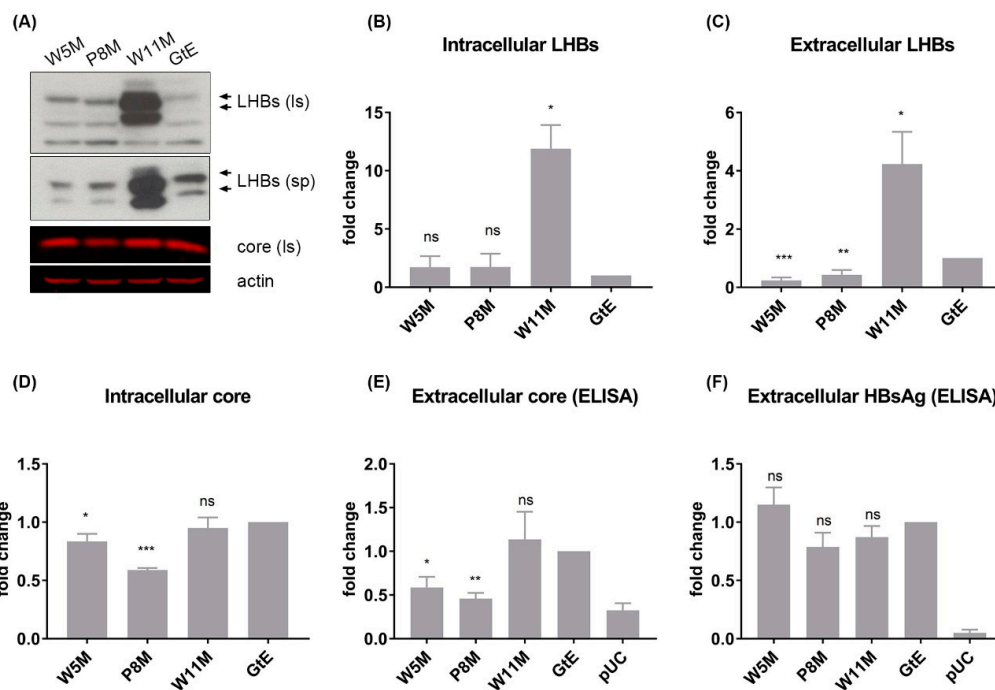 (A)
W5M P8M W11M GtE
LHBs (ls)
LHBs (sp)
core (ls)
actin
(B)
Intracellular LHBs
fold change
15
10
5
0
ns
ns
*
W5M P8M W11M GtE
(C)
Extracellular LHBs
fold change
6
4
2
0
***
**
*
W5M P8M W11M GtE
(D)
Intracellular core
fold change
1.5
1.0
0.5
0.0
*
***
ns
W5M P8M W11M GtE
(E)
Extracellular core (ELISA)
fold change
2.0
1.5
1.0
0.5
0.0
*
**
ns
W5M P8M W11M GtE pUC
(F)
Extracellular HBsAg (ELISA)
fold change
1.5
1.0
0.5
0.0
ns
ns
ns
W5M P8M W11M GtE pUC